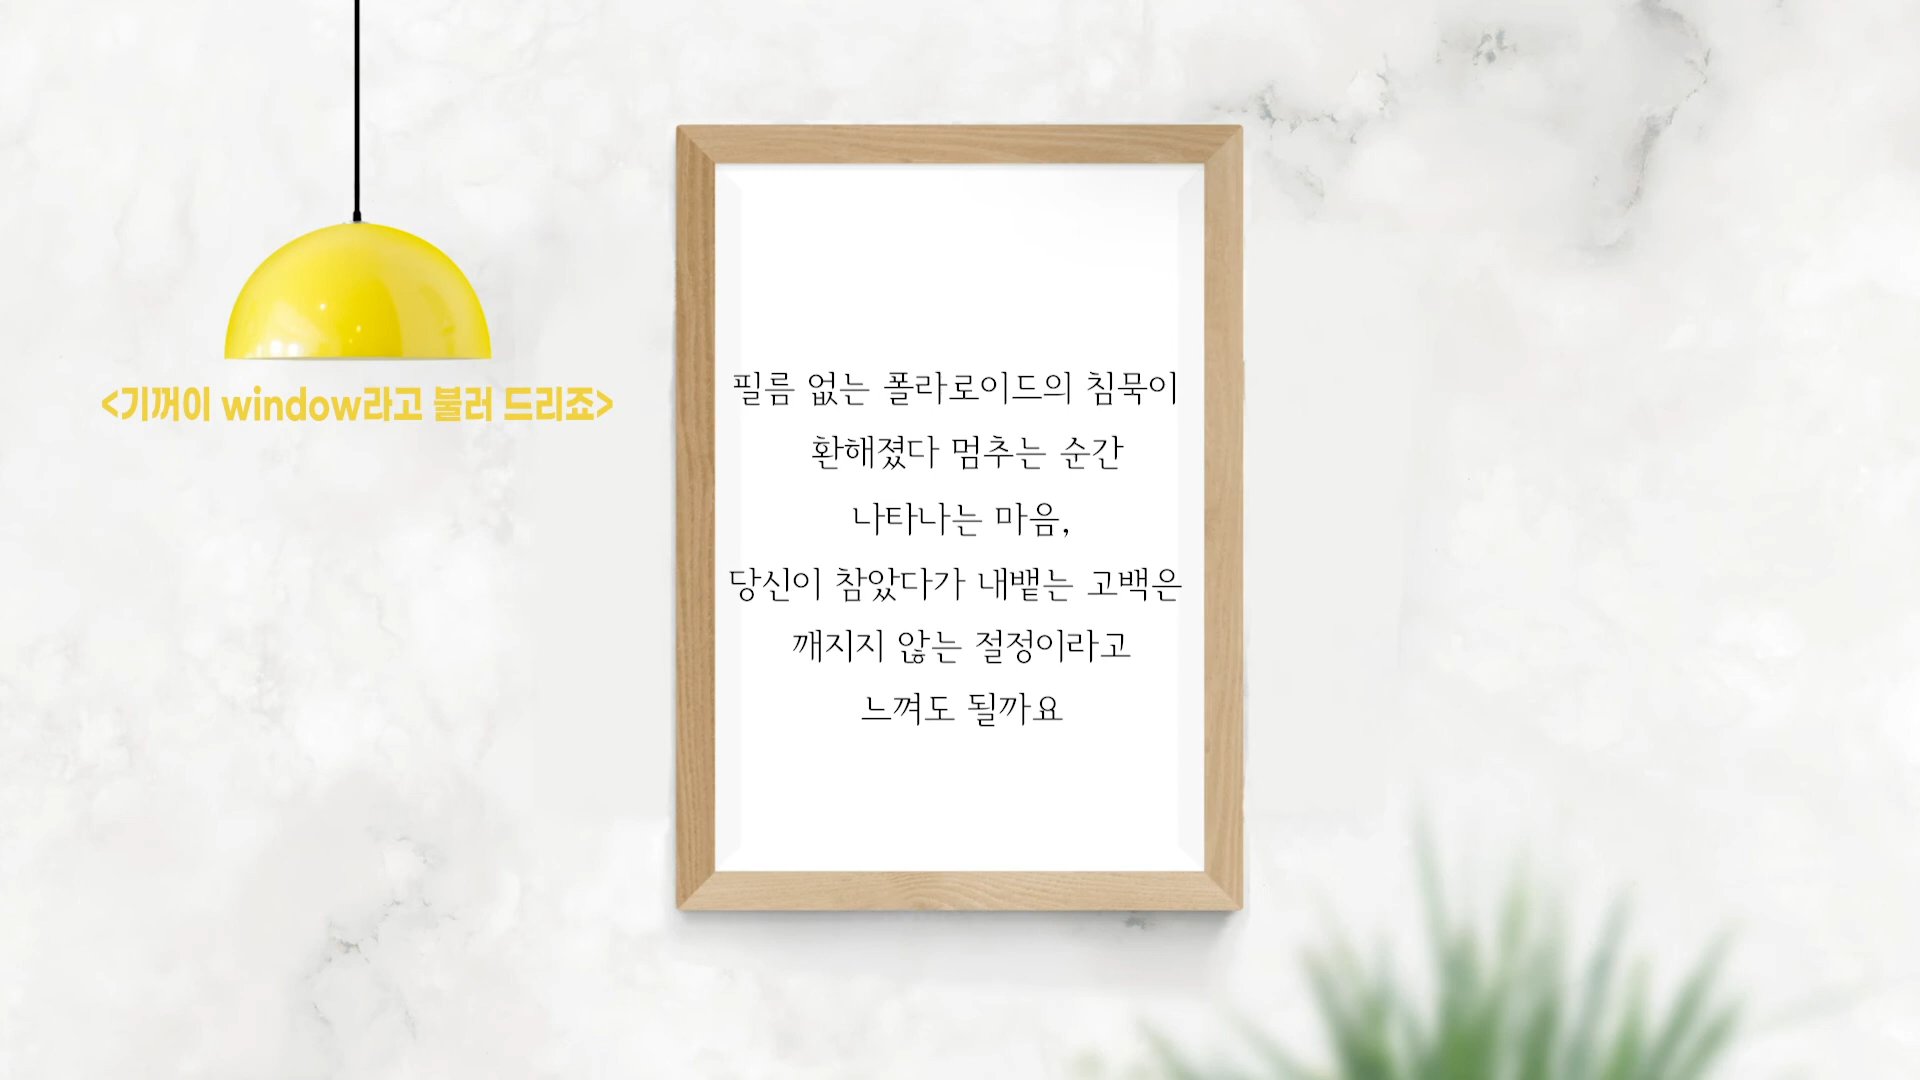 <기꺼이 window라고 불러 드리죠>
필름 없는 폴라로이드의 침묵이
환해졌다 멈추는 순간
나타나는 마음,
당신이 참았다가 내뱉는 고백은
깨지지 않는 절정이라고
느껴도 될까요